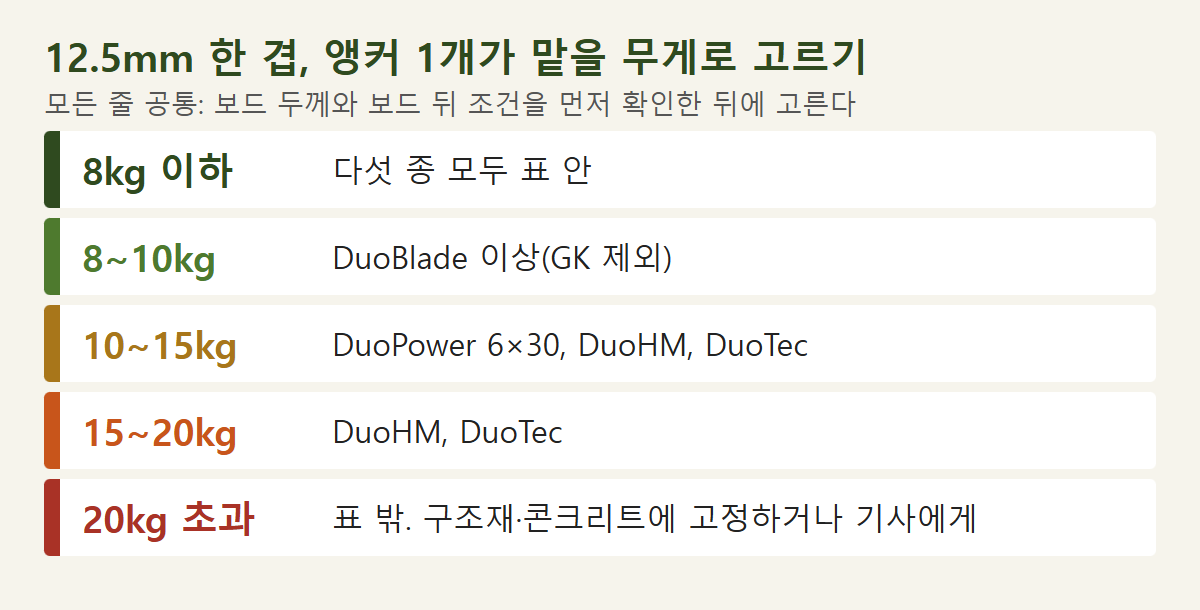 12.5mm 한 겹, 앵커 1개가 맡을 무게로 고르기
모든 줄 공통: 보드 두께와 보드 뒤 조건을 먼저 확인한 뒤에 고른다
8kg 이하 다섯 종 모두 표 안
8~10kg DuoBlade 이상(GK 제외)
10~15kg DuoPower 6×30, DuoHM, DuoTec
15~20kg DuoHM, DuoTec
20kg 초과 표 밖. 구조재·콘크리트에 고정하거나 기사에게